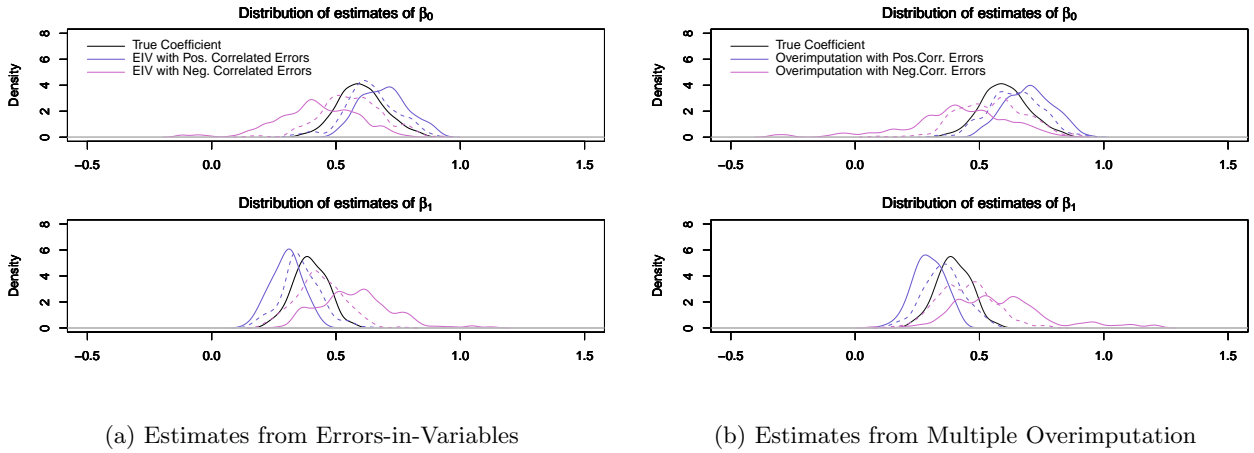 Distribution of estimates of β0
Density
0 2 4 6 8
True Coefficient
EIV with Pos. Correlated Errors
EIV with Neg. Correlated Errors
−0.5 0.0 0.5 1.0 1.5
Distribution of estimates of β1
Density
0 2 4 6 8
−0.5 0.0 0.5 1.0 1.5
(a) Estimates from Errors-in-Variables
Distribution of estimates of β0
Density
0 2 4 6 8
True Coefficient
Overimputation with Pos.Corr. Errors
Overimputation with Neg.Corr. Errors
−0.5 0.0 0.5 1.0 1.5
Distribution of estimates of β1
Density
0 2 4 6 8
−0.5 0.0 0.5 1.0 1.5
(b) Estimates from Multiple Overimputation